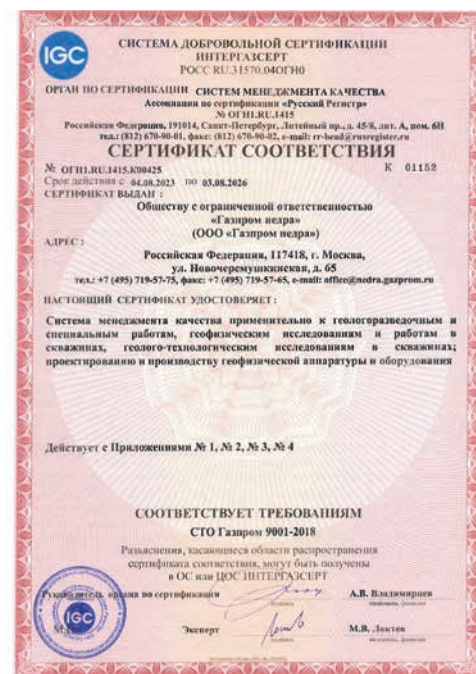 IGC
СИСТЕМА ДОБРОВОЛЬНОЙ СЕРТИФИКАЦИИ
ИНТЕРГАЗСЕРТ
РОСС RU.31570.04ОГН0
ОРГАН ПО СЕРТИФИКАЦИИ СИСТЕМ МЕНЕДЖМЕНТА КАЧЕСТВА
Ассоциации по сертификации «Русский Регистр»
№ ОГН1.RU.1415
Российская Федерация, 191014, Санкт-Петербург, Литейный пр., д. 45/8, лит. А, пом. 6Н
тел.: (812) 670-90-01, факс: (812) 670-90-02, e-mail: rr-head@rusregister.ru
СЕРТИФИКАТ СООТВЕТСТВИЯ
№ ОГН1.RU.1415.К00425 К 01152
Срок действия с 04.08.2023 по 03.08.2026
СЕРТИФИКАТ ВЫДАН :
Обществу с ограниченной ответственностью
«Газпром недра»
(ООО «Газпром недра»)
АДРЕС :
Российская Федерация, 117418, г. Москва,
ул. Новочеремушкинская, д. 65
тел.: +7 (495) 719-57-75, факс: +7 (495) 719-57-65, e-mail: office@nedra.gazprom.ru
НАСТОЯЩИЙ СЕРТИФИКАТ УДОСТОВЕРЯЕТ :
Система менеджмента качества применительно к геологоразведочным и
специальным работам, геофизическим исследованиям и работам в
скважинах, геолого-технологическим исследованиям в скважинах;
проектированию и производству геофизической аппаратуры и оборудования
Действует с Приложениями № 1, № 2, № 3, № 4
СООТВЕТСТВУЕТ ТРЕБОВАНИЯМ
СТО Газпром 9001-2018
Разъяснения, касающиеся области распространения
сертификата соответствия, могут быть получены
в ОС или ЦОС ИНТЕРГАЗСЕРТ
Руководитель органа по сертификации А.В. Владимирцев
подпись инициалы, фамилия
IGC
Эксперт М.В. Локтев
подпись инициалы, фамилия